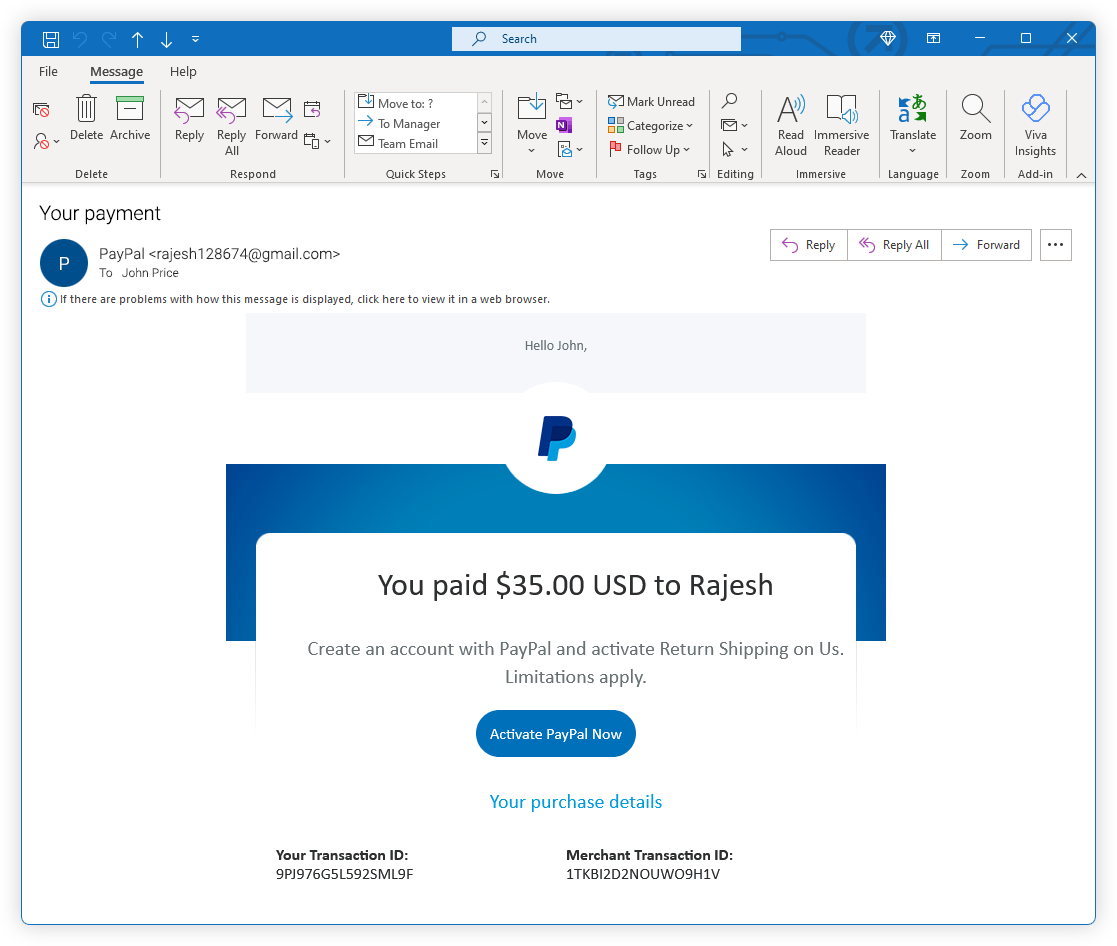 Search
File Message Help
Delete
Archive
Reply
Reply
All
Forward
Move to: ?
To Manager
Team Email
Move
Mark Unread
Categorize
Follow Up
Read
Aloud
Immersive
Reader
Translate
Zoom
Viva
Insights
Delete
Respond
Quick Steps
Move
Tags
Editing
Immersive
Language
Zoom
Add-in
Your payment
P
PayPal <rajesh128674@gmail.com>
To John Price
Reply
Reply All
Forward
If there are problems with how this message is displayed, click here to view it in a web browser.
Hello John,
You paid $35.00 USD to Rajesh
Create an account with PayPal and activate Return Shipping on Us.
Limitations apply.
Activate PayPal Now
Your purchase details
Your Transaction ID: Merchant Transaction ID:
9PJ976G5L592SML9F 1TKBI2D2NOUWO9H1V